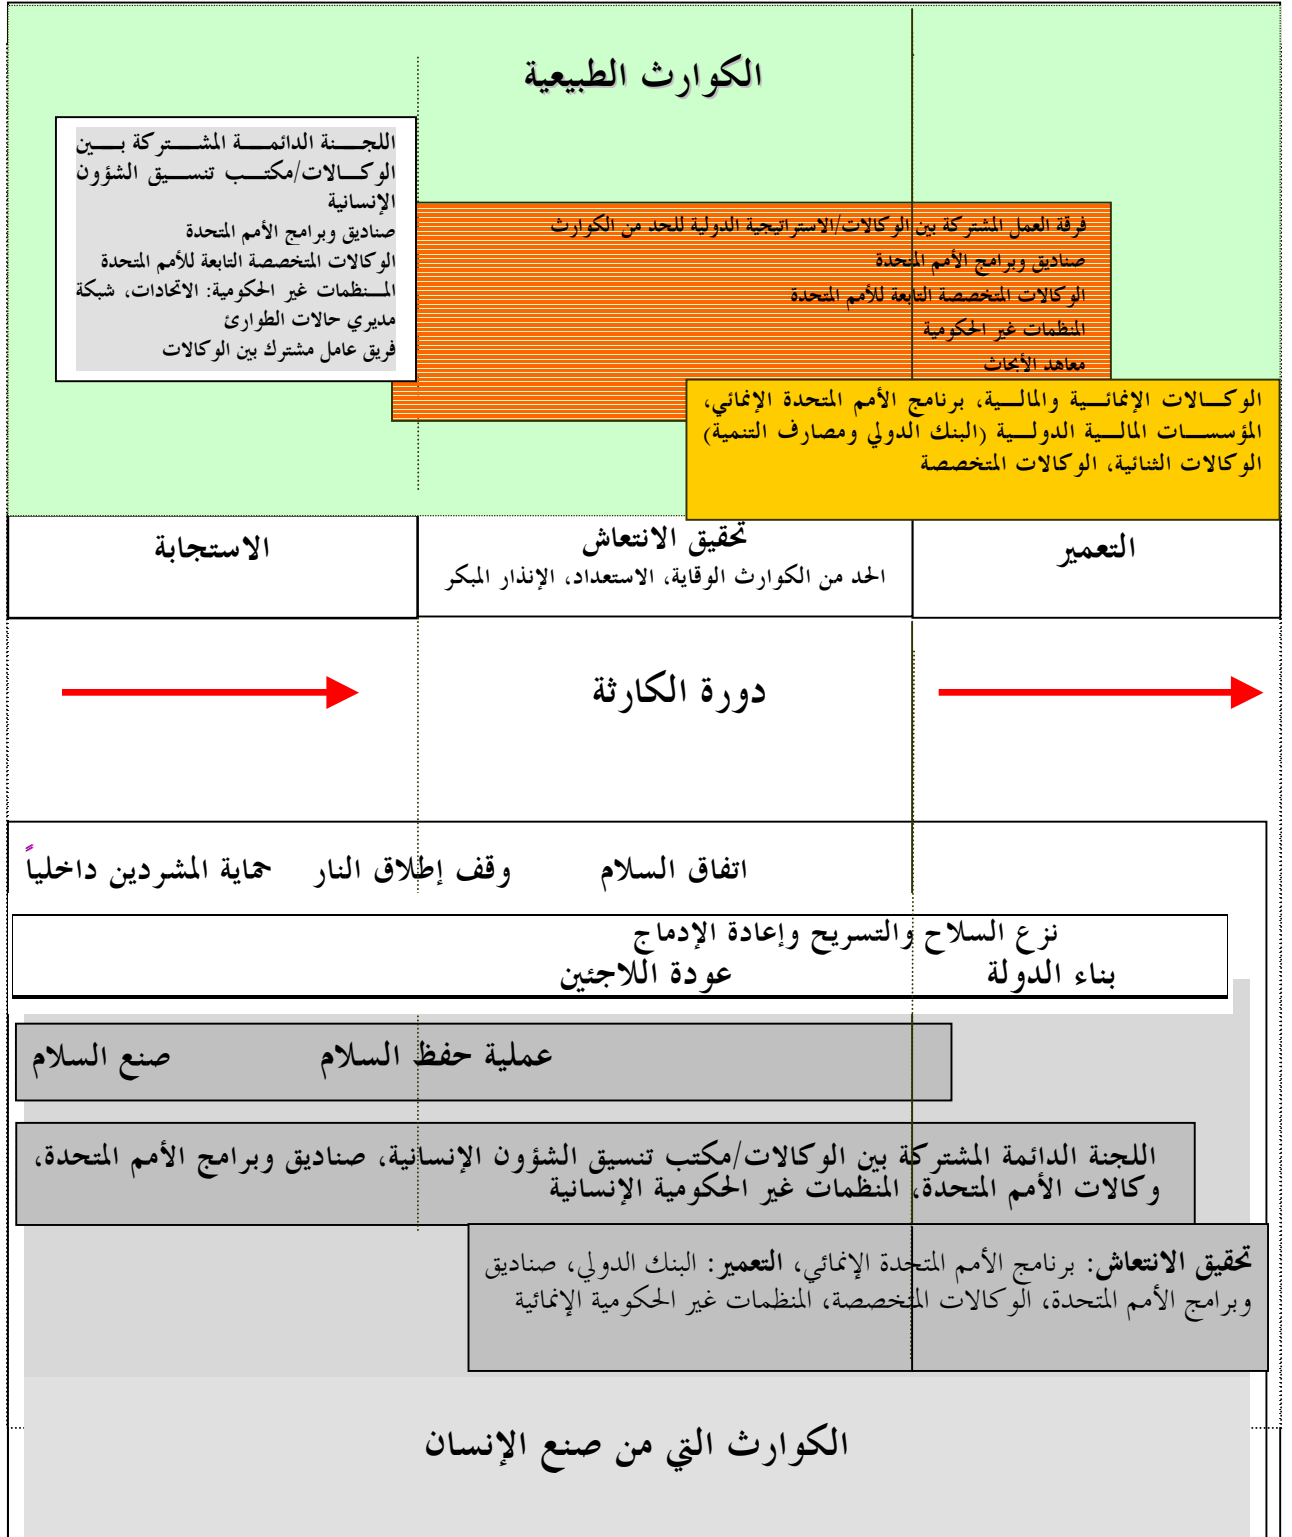 الكوارث الطبيعية
اللجنة الدائمة المشتركة بين
الوكالات/مكتب تنسيق الشؤون
الإنسانية
صناديق وبرامج الأمم المتحدة
الوكالات المتخصصة التابعة للأمم المتحدة
المنظمات غير الحكومية: الاتحادات، شبكة
مديري حالات الطوارئ
فريق عامل مشترك بين الوكالات
فرقة العمل المشتركة بين الوكالات/الاستراتيجية الدولية للحد من الكوارث
صناديق وبرامج الأمم المتحدة
الوكالات المتخصصة التابعة للأمم المتحدة
المنظمات غير الحكومية
معاهد الأبحاث
الوكالات الإنمائية والمالية، برنامج الأمم المتحدة الإنمائي،
المؤسسات المالية الدولية (البنك الدولي ومصارف التنمية)
الوكالات الثنائية، الوكالات المتخصصة
الاستجابة
تحقيق الانتعاش
الحد من الكوارث الوقاية، الاستعداد، الإنذار المبكر
التعمير
دورة الكارثة
حماية المشردين داخلياً
وقف إطلاق النار
اتفاق السلام
نزع السلاح والتسريح وإعادة الإدماج
بناء الدولة
عودة اللاجئين
عملية حفظ السلام
صنع السلام
اللجنة الدائمة المشتركة بين الوكالات/مكتب تنسيق الشؤون الإنسانية، صناديق وبرامج الأمم المتحدة،
وكالات الأمم المتحدة، المنظمات غير الحكومية الإنسانية
تحقيق الانتعاش: برنامج الأمم المتحدة الإنمائي، التعمير: البنك الدولي، صناديق
وبرامج الأمم المتحدة، الوكالات المتخصصة، المنظمات غير الحكومية الإنمائية
الكوارث التي من صنع الإنسان